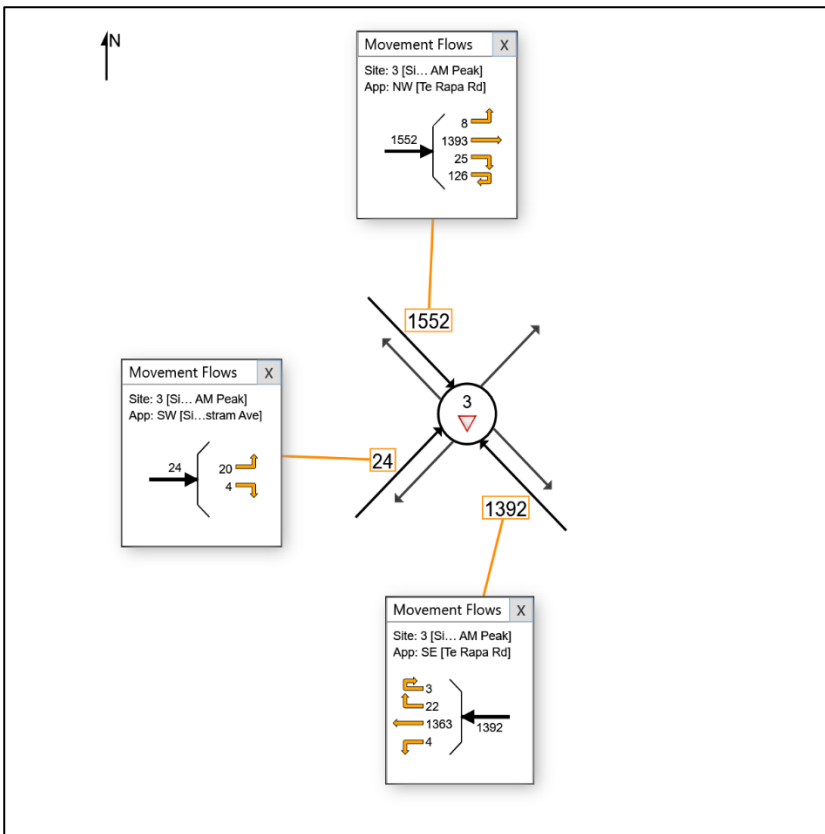 N
Movement Flows X
Site: 3 [Si... AM Peak]
App: NW [Te Rapa Rd]
1552
8
1393
25
126
1552
3
Movement Flows X
Site: 3 [Si... AM Peak]
App: SW [Si...stram Ave]
24
20
4
24
1392
Movement Flows X
Site: 3 [Si... AM Peak]
App: SE [Te Rapa Rd]
3
22
1363
4
1392